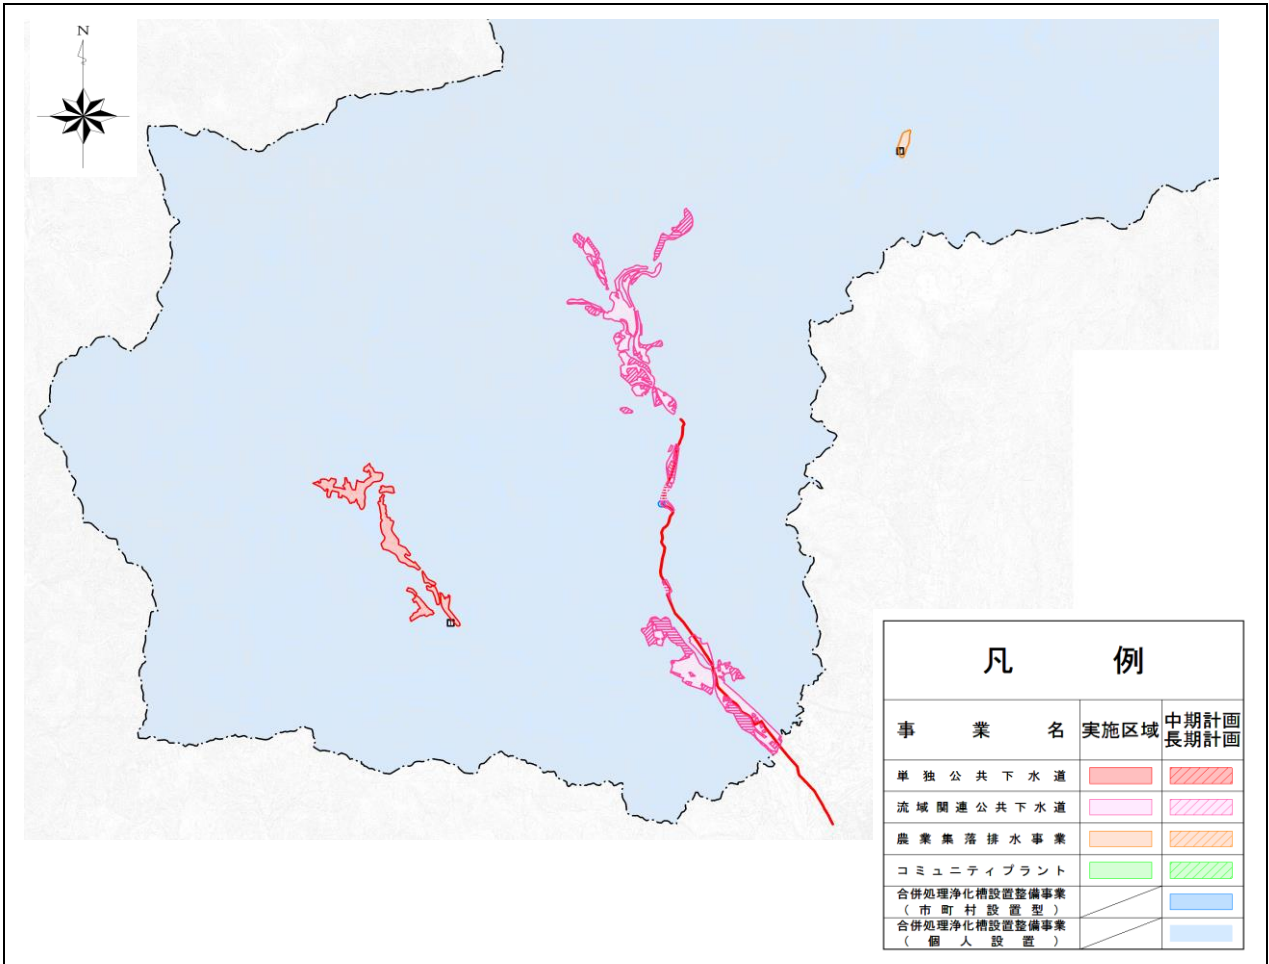 N
凡 例
事 業 名 実施区域 中期計画
長期計画
単独公共下水道
流域関連公共下水道
農業集落排水事業
コミュニティプラント
合併処理浄化槽設置整備事業
(市町村設置型)
合併処理浄化槽設置整備事業
(個人設置)